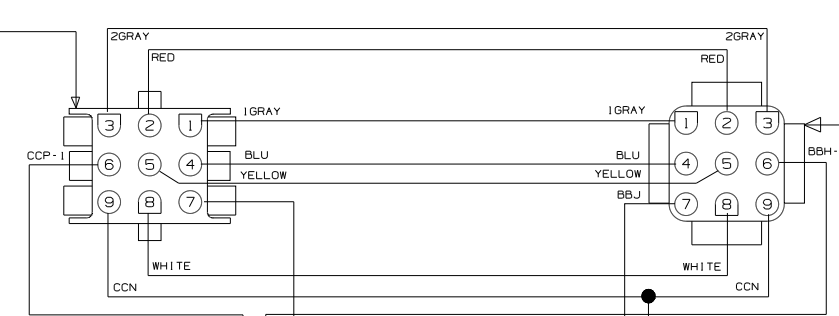 2GRAY 2GRAY
RED RED
1GRAY 1GRAY
3 2 1 1 2 3
CCP-1 BLU BLU BBH-
6 5 4 4 5 6
YELLOW YELLOW
BBJ
9 8 7 7 8 9
WHITE WHITE
CCN CCN